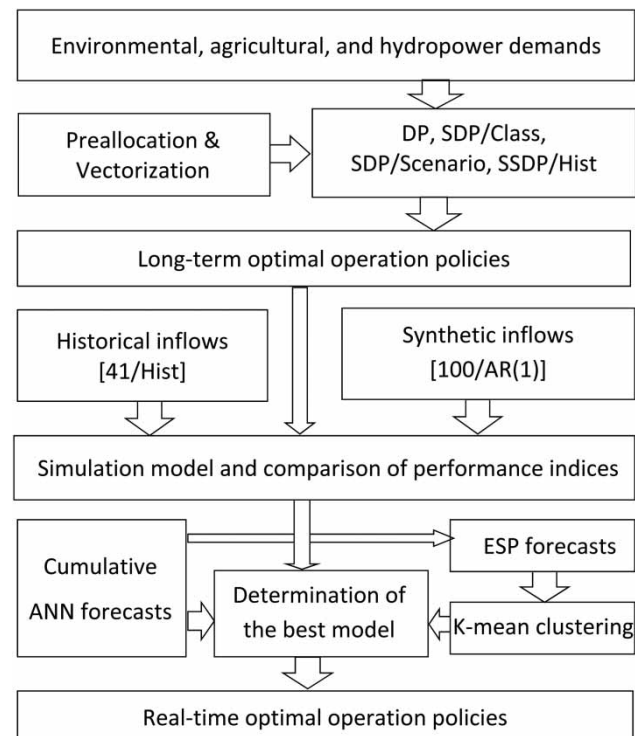 Environmental, agricultural, and hydropower demands
Preallocation &
Vectorization
DP, SDP/Class,
SDP/Scenario, SSDP/Hist
Long-term optimal operation policies
Historical inflows
[41/Hist]
Synthetic inflows
[100/AR(1)]
Simulation model and comparison of performance indices
Cumulative
ANN forecasts
ESP forecasts
Determination of
the best model
K-mean clustering
Real-time optimal operation policies